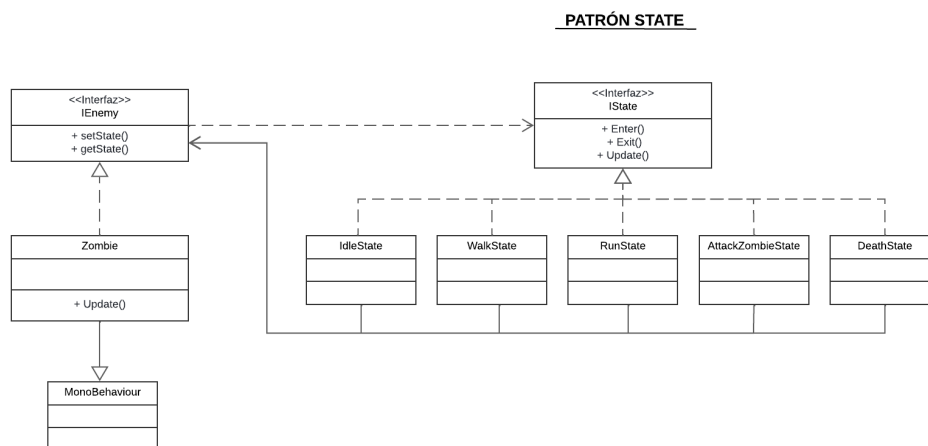 PATRÓN STATE
<<Interfaz>>
IEnemy
+ setState()
+ getState()
<<Interfaz>>
IState
+ Enter()
+ Exit()
+ Update()
Zombie
+ Update()
IdleState
WalkState
RunState
AttackZombieState
DeathState
MonoBehaviour